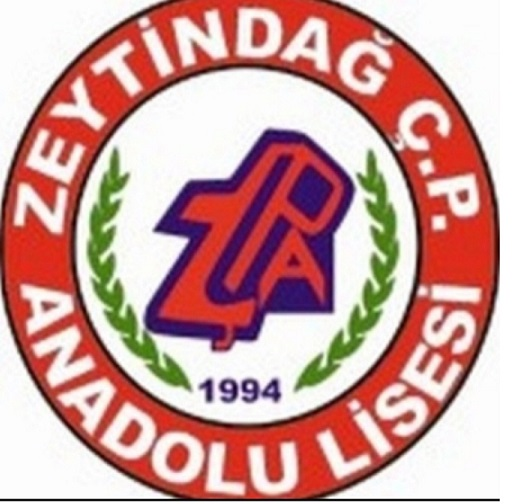 ZEYTİNDAĞ Ç.P.
ANADOLU LİSESİ
1994